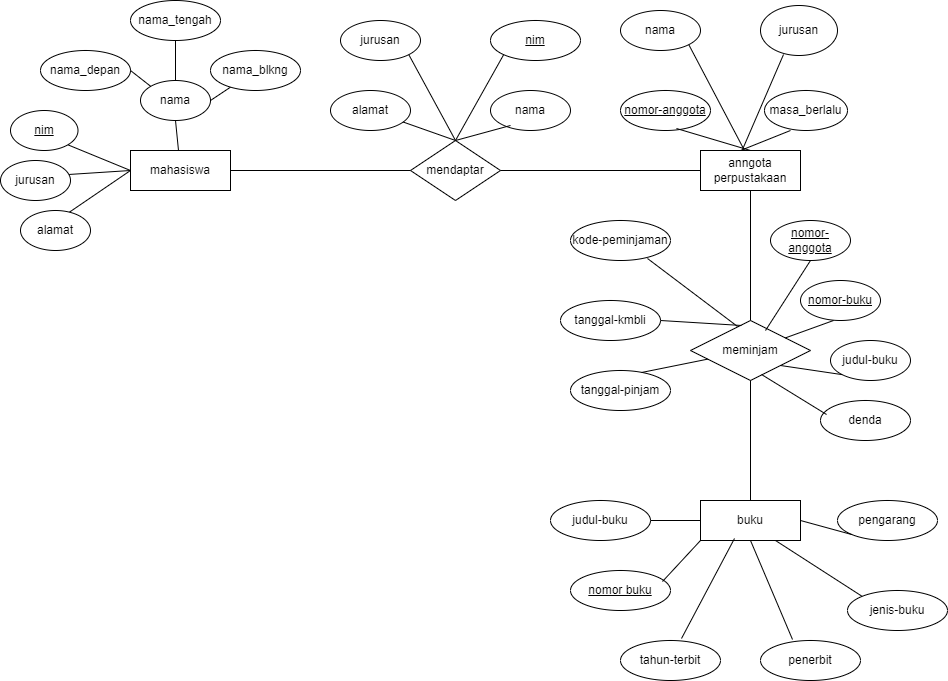 nama_tengah
nama_depan
nama_blkng
nama
nim
jurusan
alamat
mahasiswa
jurusan
nim
alamat
nama
mendaptar
nama
jurusan
nomor-anggota
masa_berlalu
anngota
perpustakaan
kode-peminjaman
nomor-
anggota
tanggal-kmbli
nomor-buku
meminjam
judul-buku
tanggal-pinjam
denda
judul-buku
buku
pengarang
nomor buku
jenis-buku
tahun-terbit
penerbit